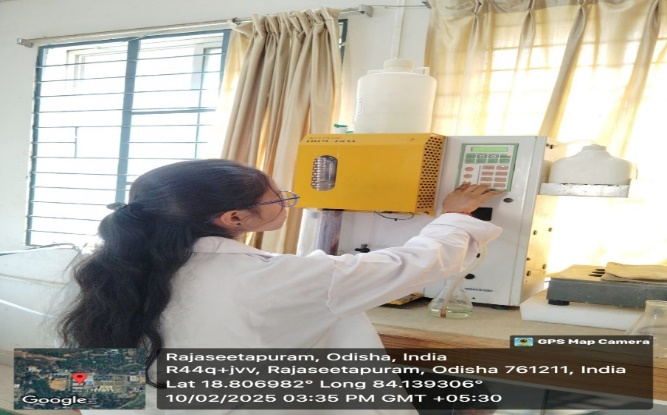 GPS Map Camera
Rajaseetapuram, Odisha, India
R44q+jvv, Rajaseetapuram, Odisha 761211, India
Lat 18.806982° Long 84.139306°
10/02/2025 03:35 PM GMT +05:30
Google